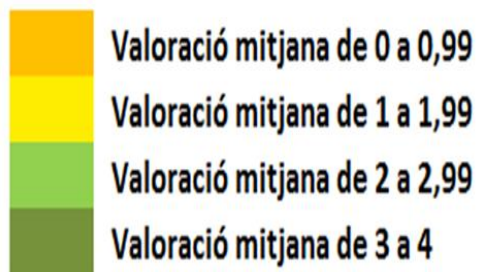 Valoració mitjana de 0 a 0,99
Valoració mitjana de 1 a 1,99
Valoració mitjana de 2 a 2,99
Valoració mitjana de 3 a 4